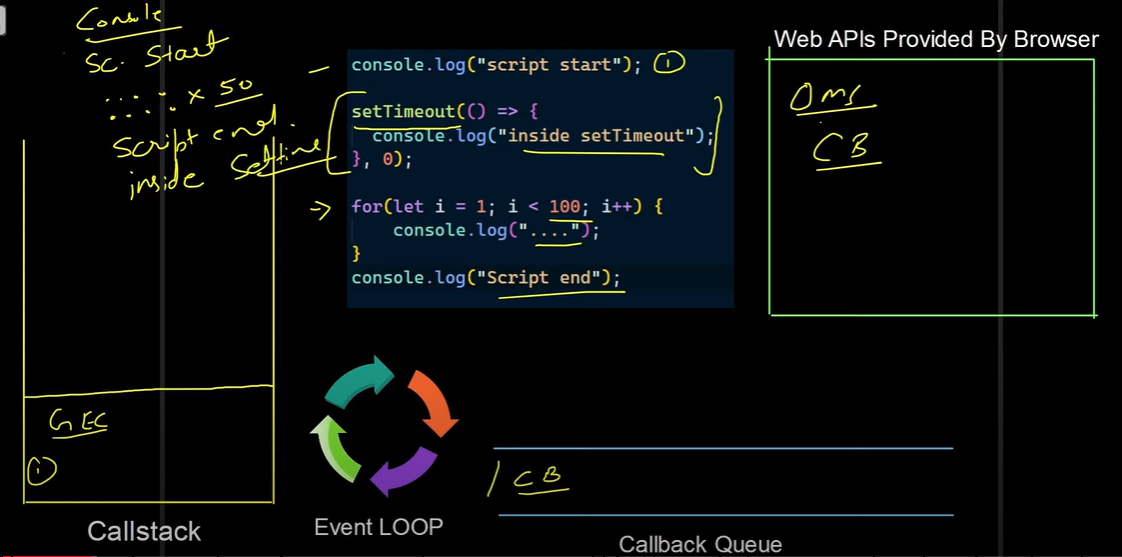 Console
Sc. Start
:::: × 50
Script end.
inside Settime
Web APIs Provided By Browser
console.log("script start"); ①
setTimeout(() => {
console.log("inside setTimeout");
}, 0);
for(let i = 1; i < 100; i++) {
console.log("....");
}
console.log("Script end");
0ms
CB
GEC
①
Callstack
Event LOOP
CB
Callback Queue